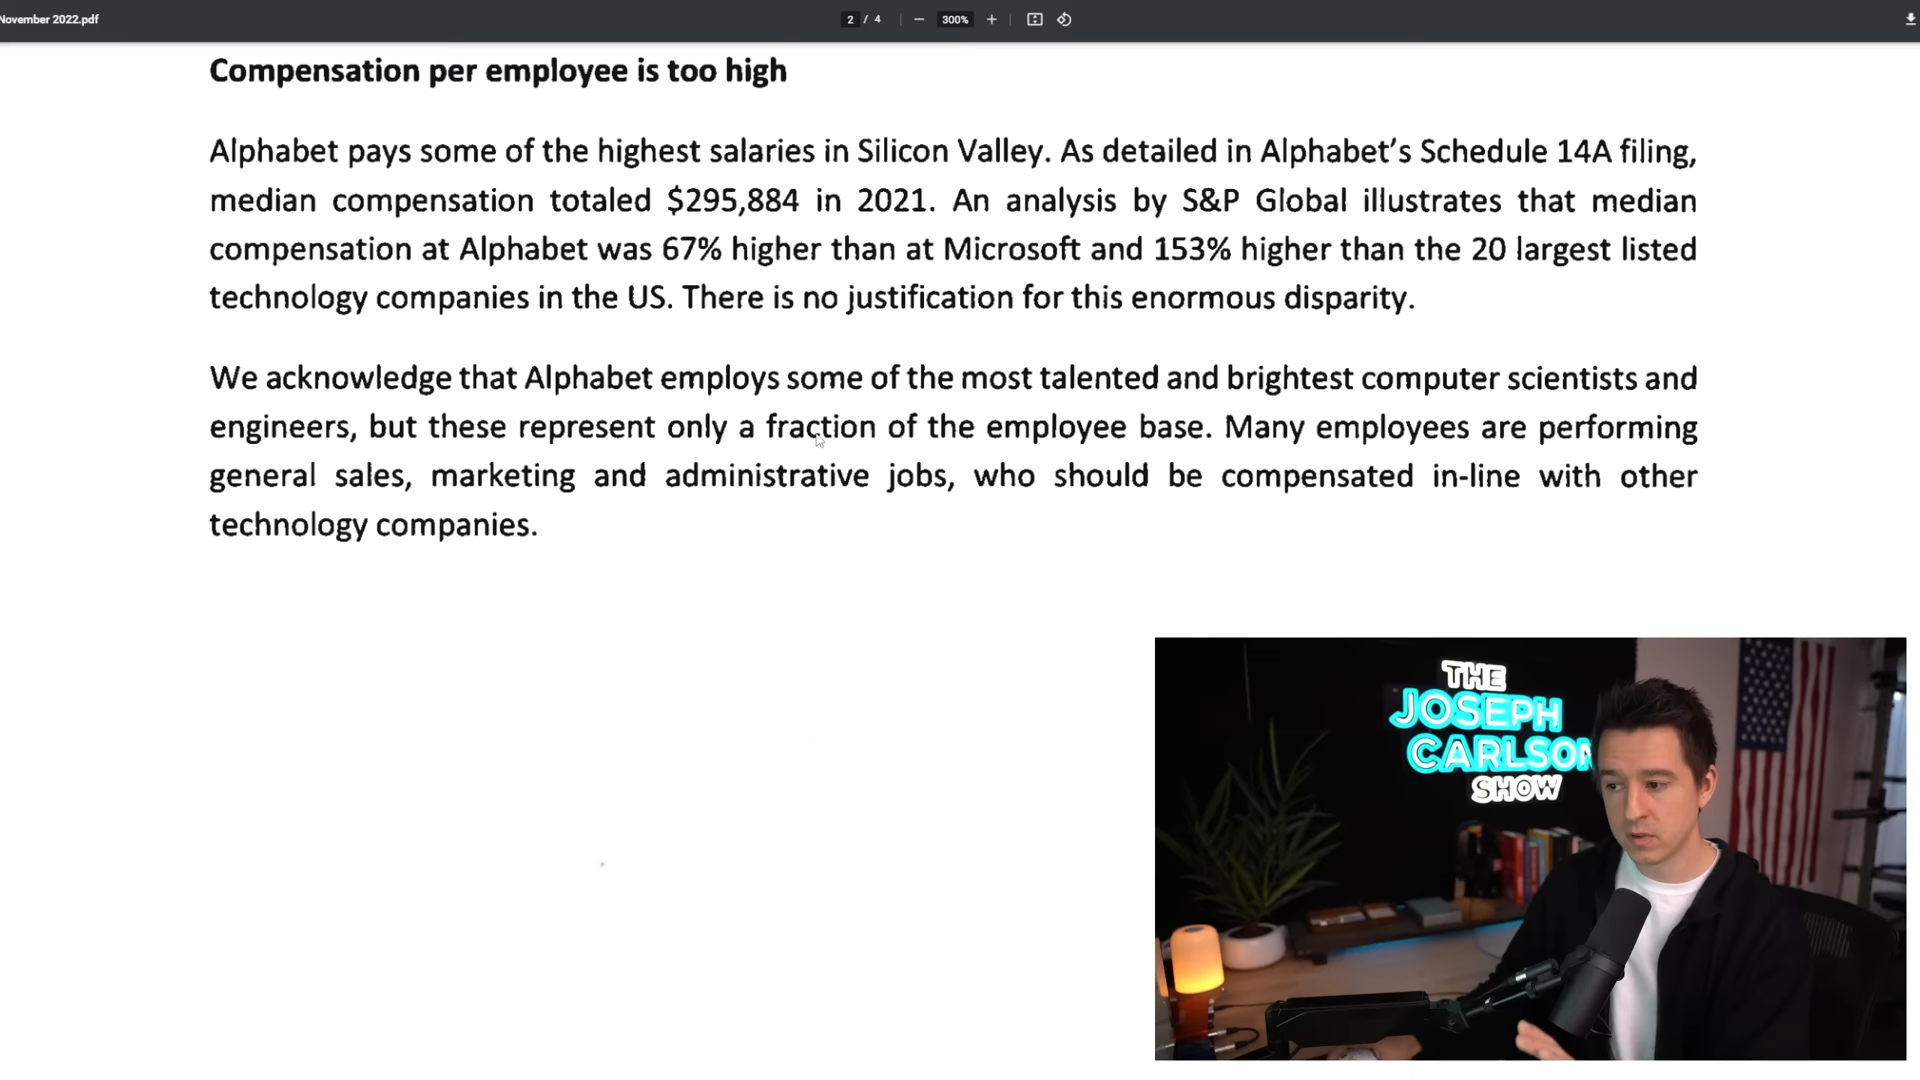 November 2022.pdf
2 / 4
300%
Compensation per employee is too high
Alphabet pays some of the highest salaries in Silicon Valley. As detailed in Alphabet’s Schedule 14A filing,
median compensation totaled $295,884 in 2021. An analysis by S&P Global illustrates that median
compensation at Alphabet was 67% higher than at Microsoft and 153% higher than the 20 largest listed
technology companies in the US. There is no justification for this enormous disparity.
We acknowledge that Alphabet employs some of the most talented and brightest computer scientists and
engineers, but these represent only a fraction of the employee base. Many employees are performing
general sales, marketing and administrative jobs, who should be compensated in-line with other
technology companies.
THE
JOSEPH
CARLSON
SHOW